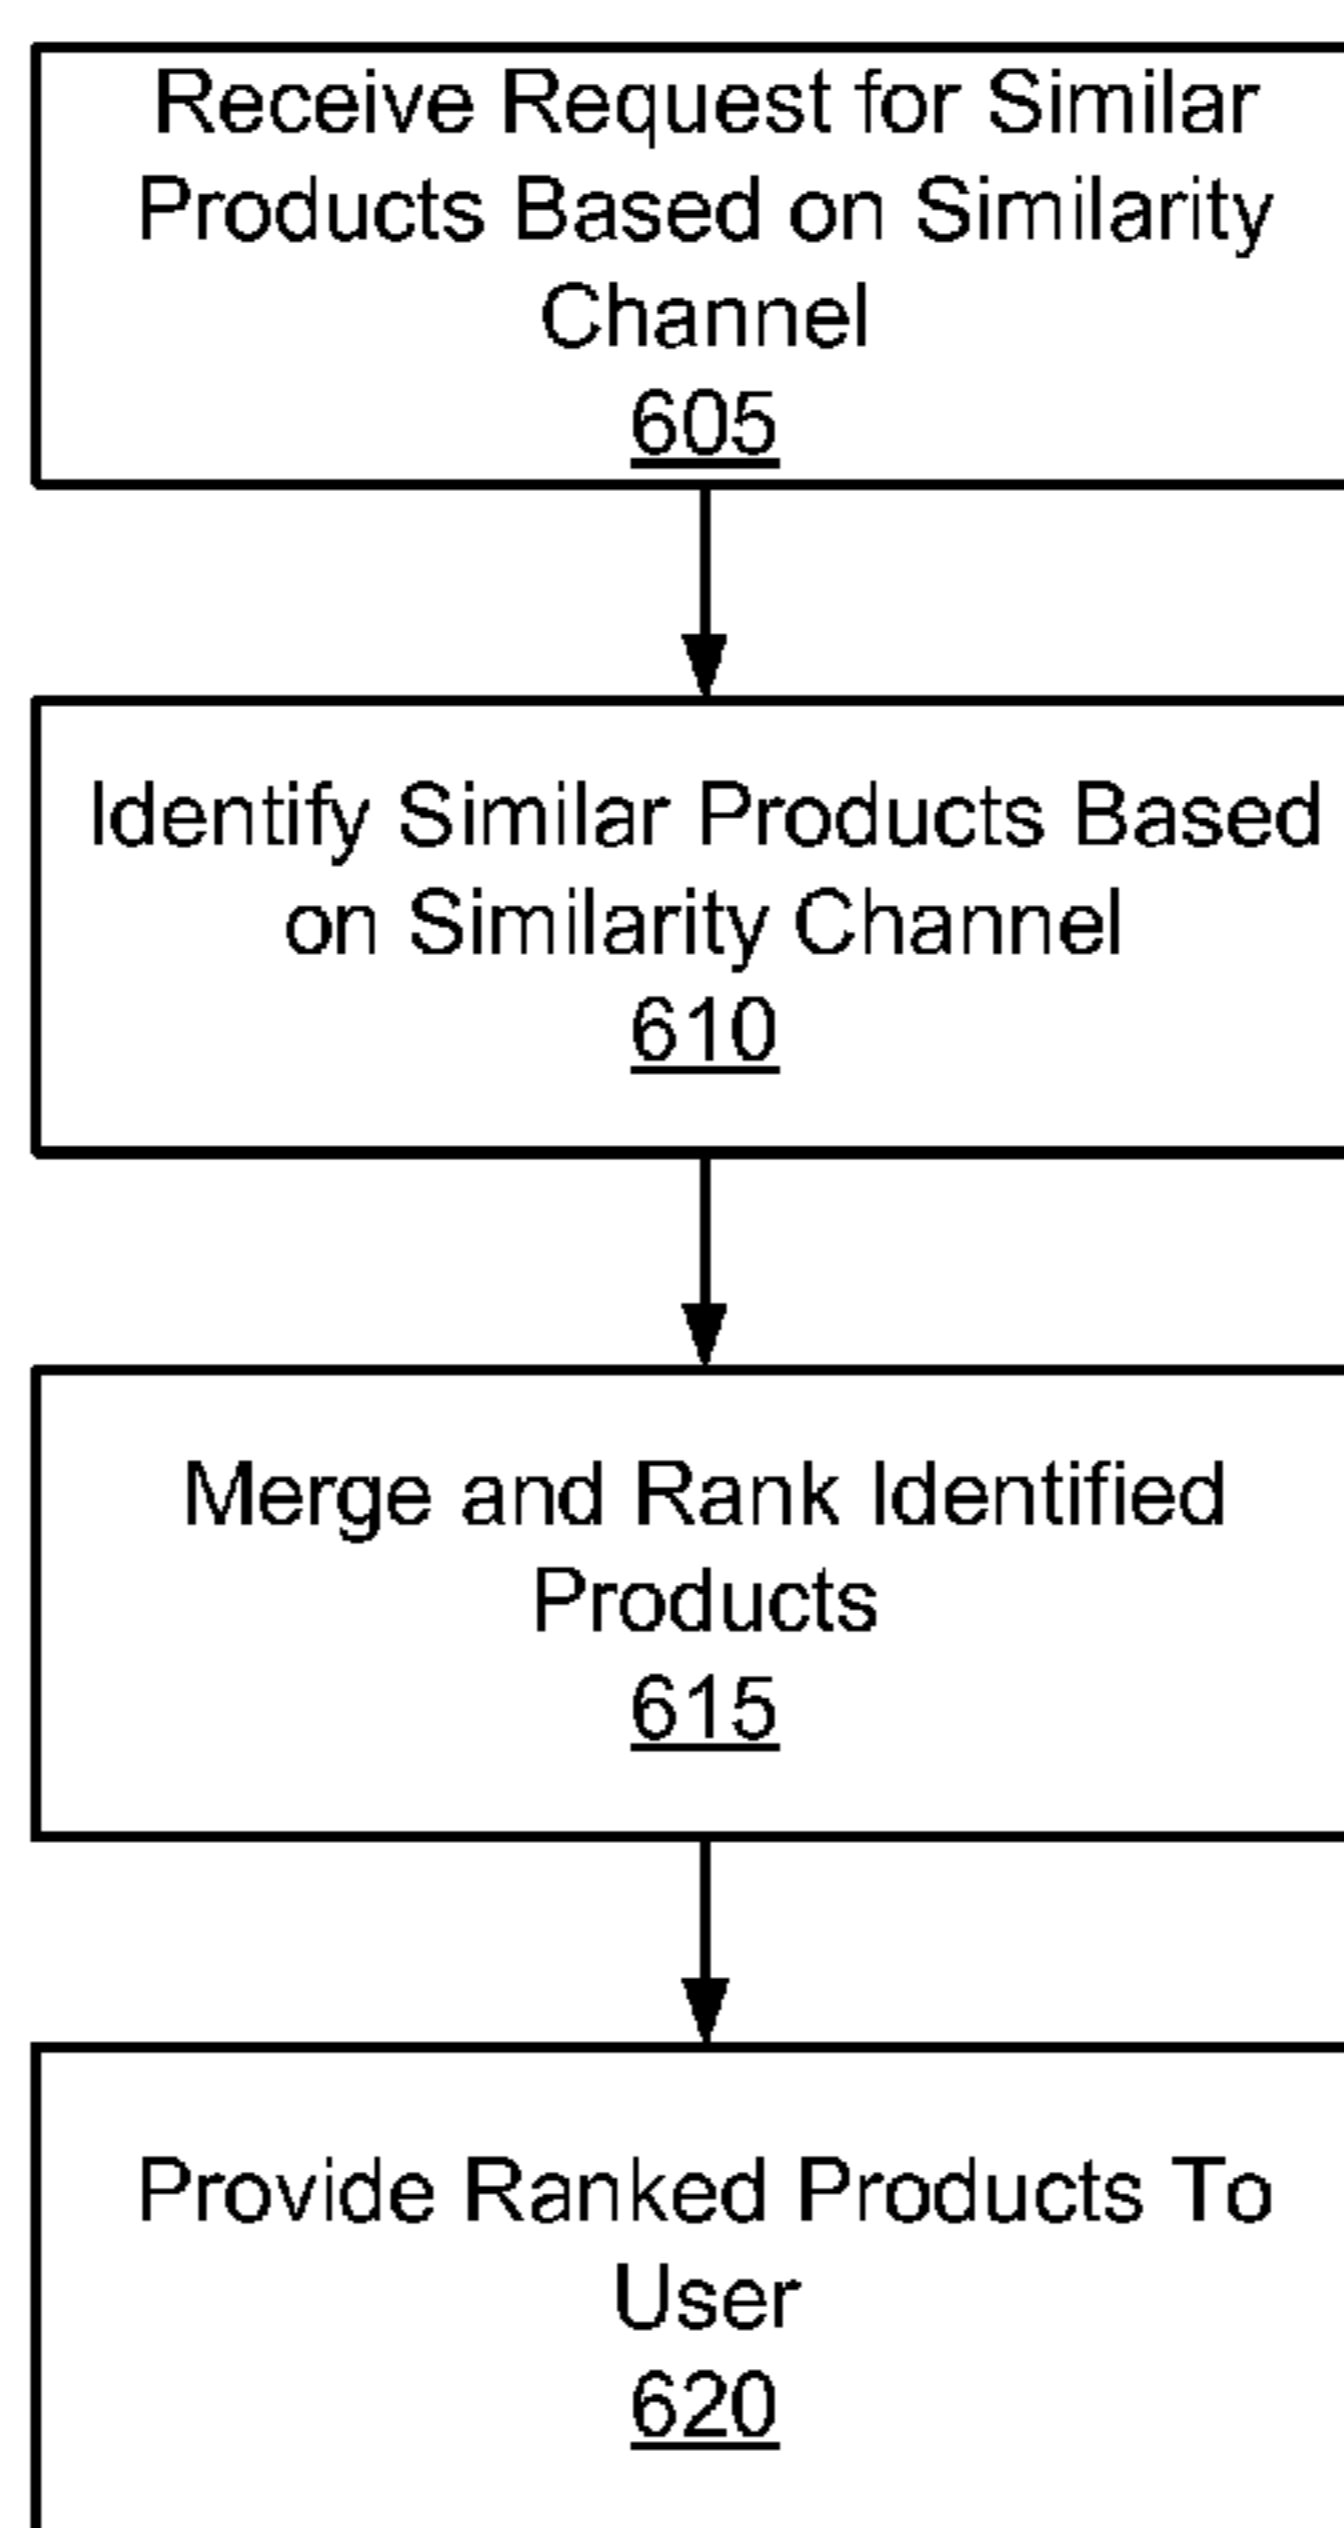 Receive Request for Similar
Products Based on Similarity
Channel
605
Identify Similar Products Based
on Similarity Channel
610
Merge and Rank Identified
Products
615
Provide Ranked Products To
User
620